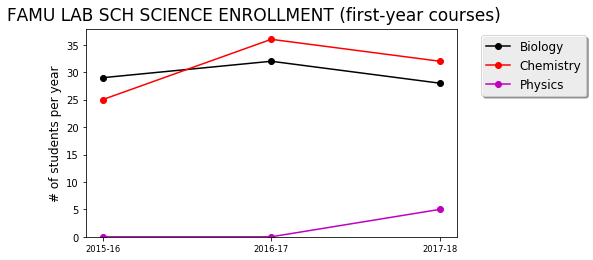 FAMU LAB SCH SCIENCE ENROLLMENT (first-year courses)
# of students per year
35
30
25
20
15
10
5
0
2015-16
2016-17
2017-18
Biology
Chemistry
Physics